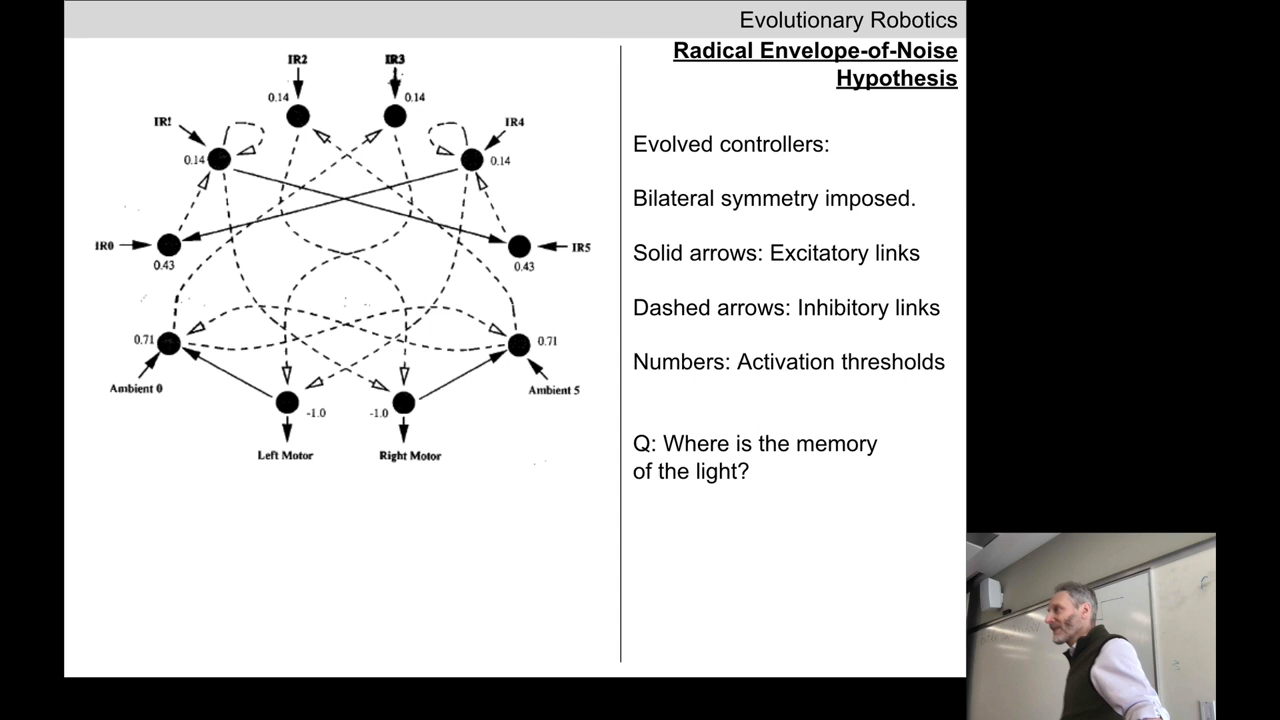 Evolutionary Robotics
Radical Envelope-of-Noise
Hypothesis
IR2
IR3
0.14
0.14
IR!
IR4
0.14
0.14
IR0
IR5
0.43
0.43
0.71
0.71
Ambient 0
Ambient 5
-1.0
-1.0
Left Motor
Right Motor
Evolved controllers:
Bilateral symmetry imposed.
Solid arrows: Excitatory links
Dashed arrows: Inhibitory links
Numbers: Activation thresholds
Q: Where is the memory
of the light?